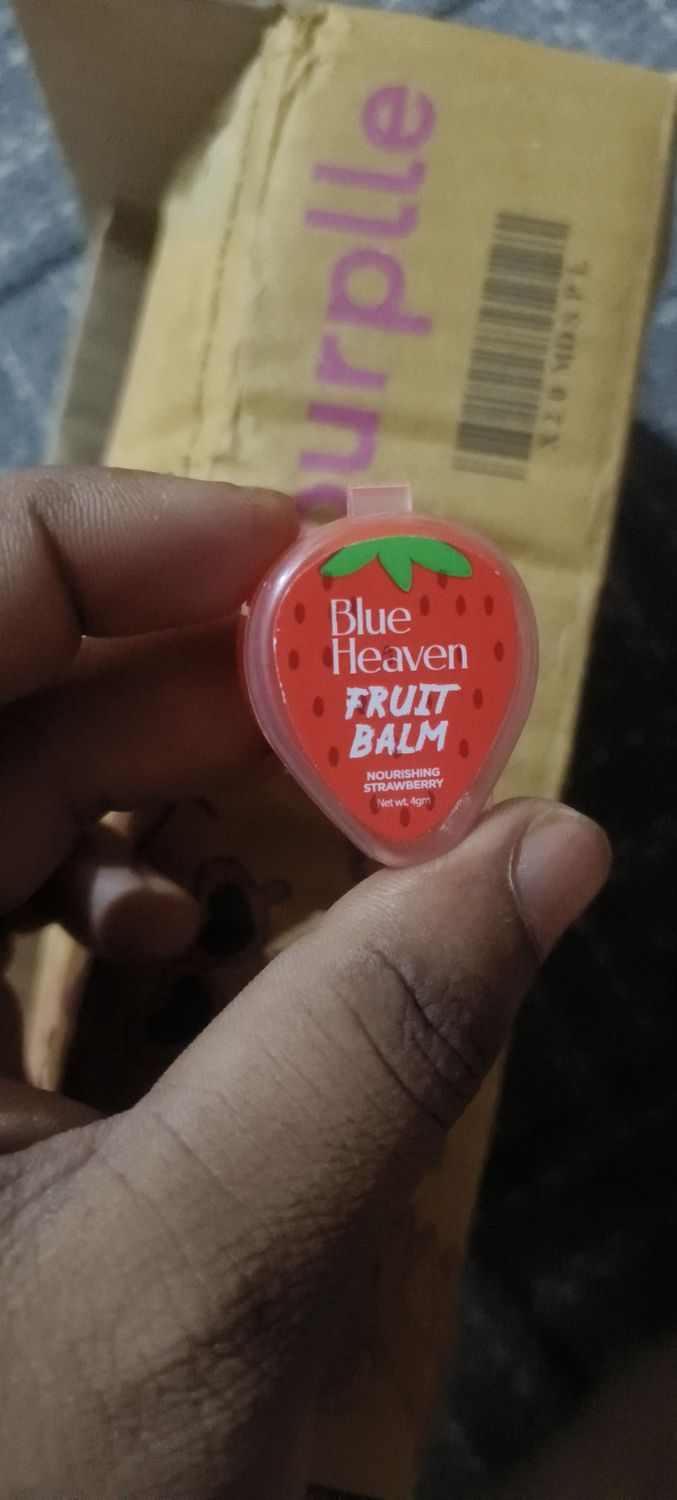 purplle
Blue
Heaven
FRUIT
BALM
NOURISHING
STRAWBERRY
Net wt. 4gm